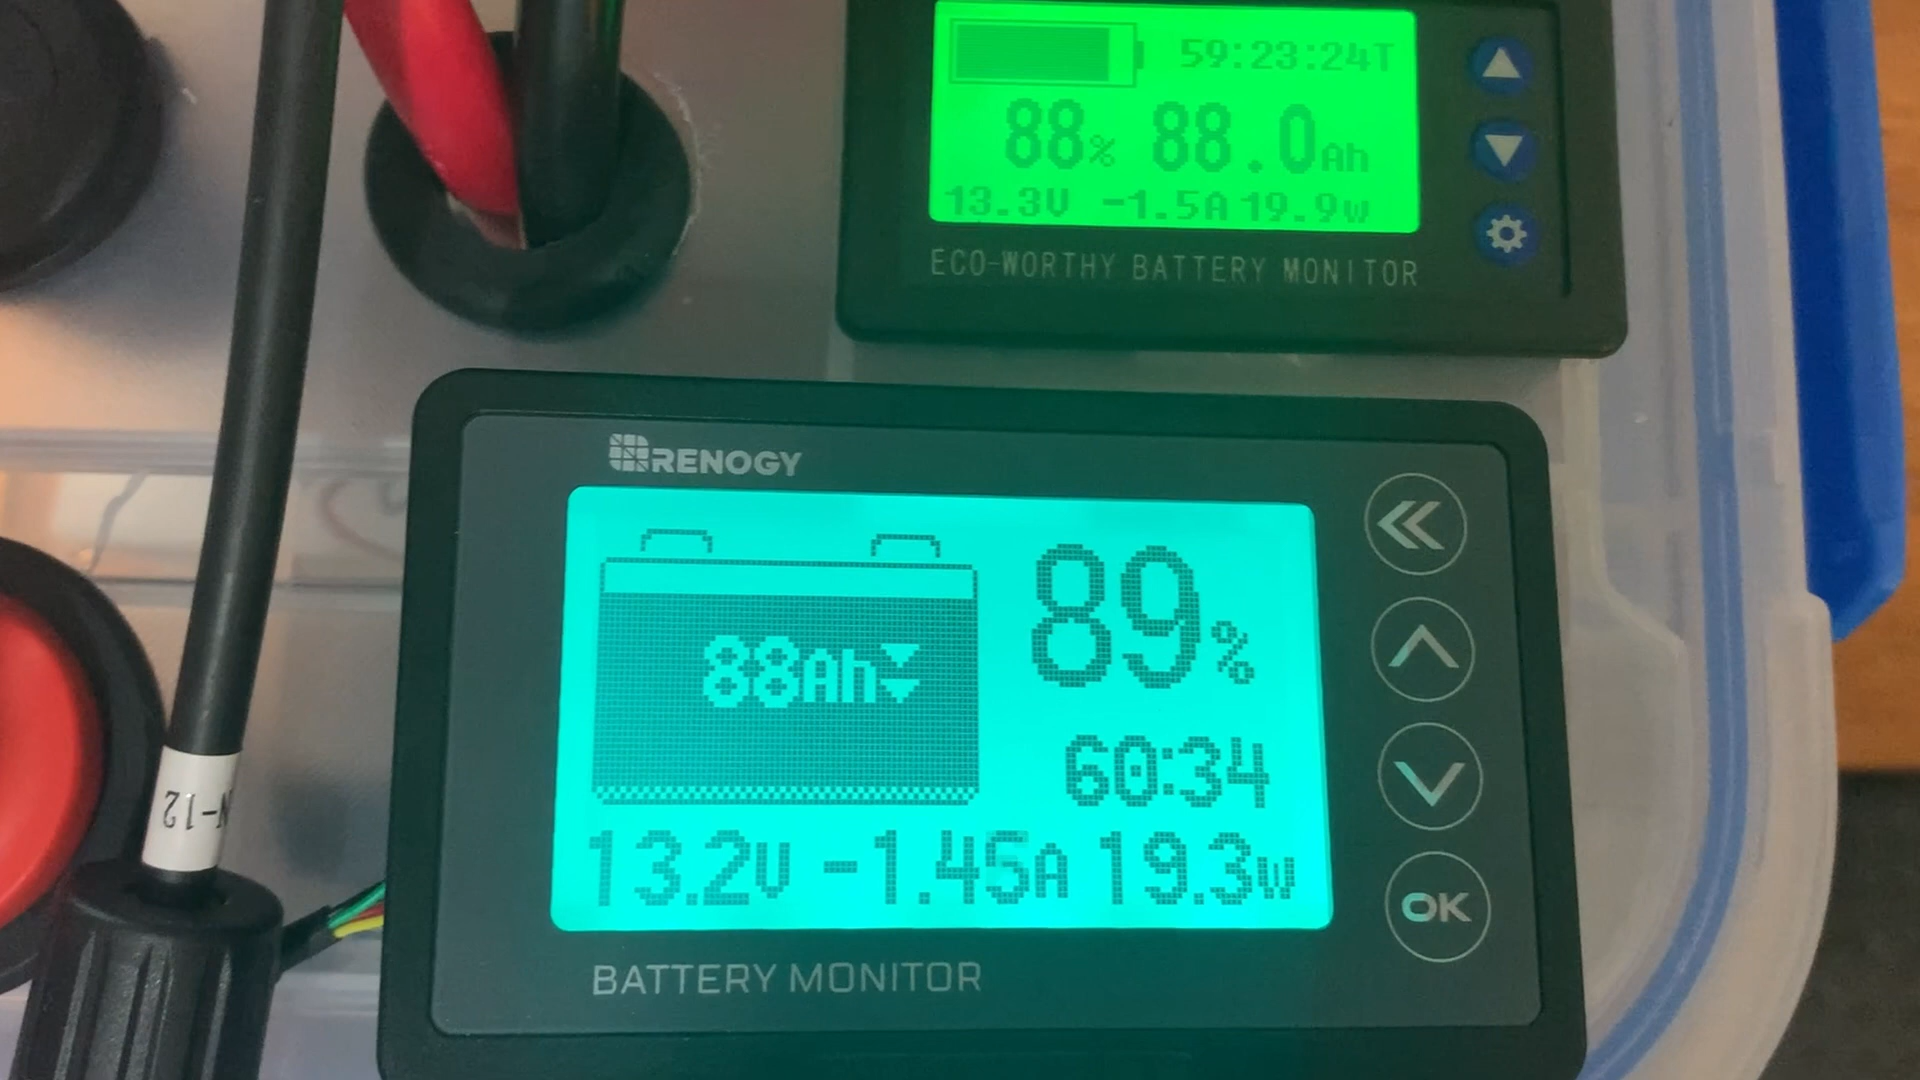 59:23:24T
88% 88.0Ah
13.3V -1.5A 19.9w
ECO-WORTHY BATTERY MONITOR
RENOGY
88Ah
89%
60:34
13.2V -1.45A 19.3W
OK
BATTERY MONITOR
N-12